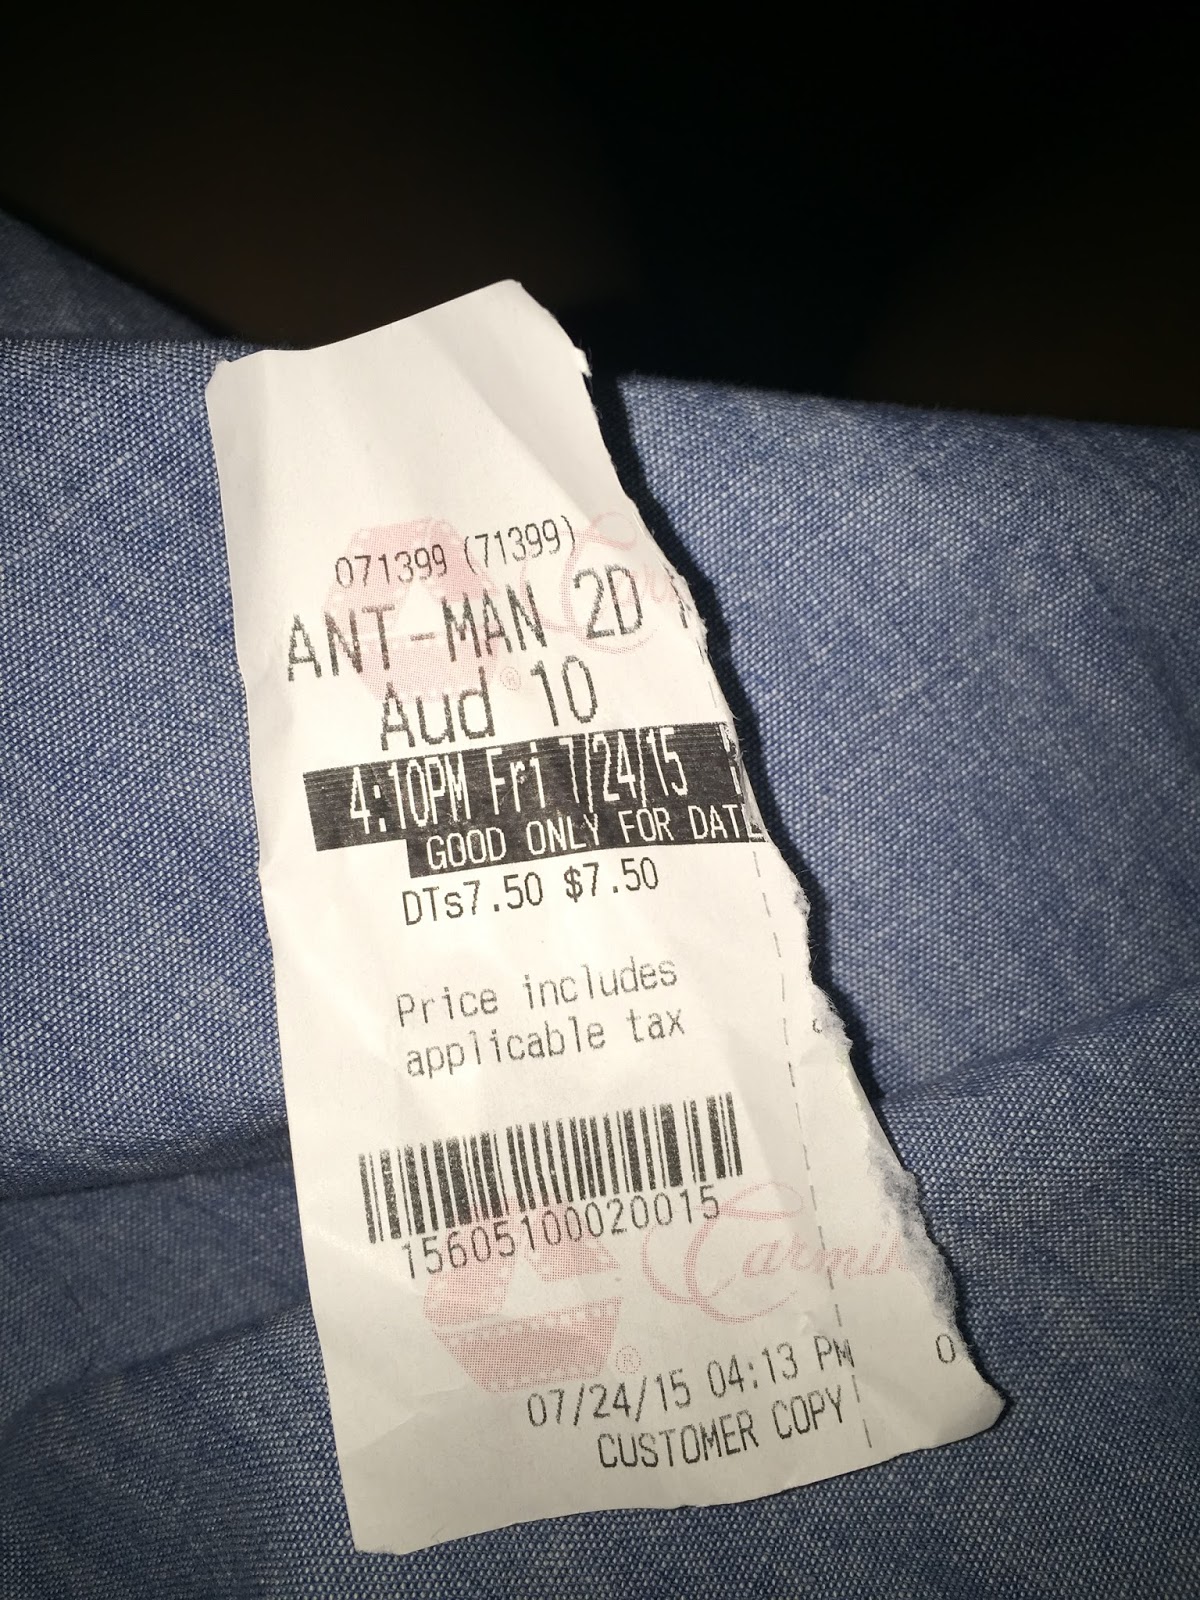 071399 (71399)
ANT-MAN 2D
Aud 10
4:10PM Fri 7/24/15
GOOD ONLY FOR DATE
DTs7.50 $7.50
Price includes
applicable tax
15605100020015
07/24/15 04:13 PM
CUSTOMER COPY